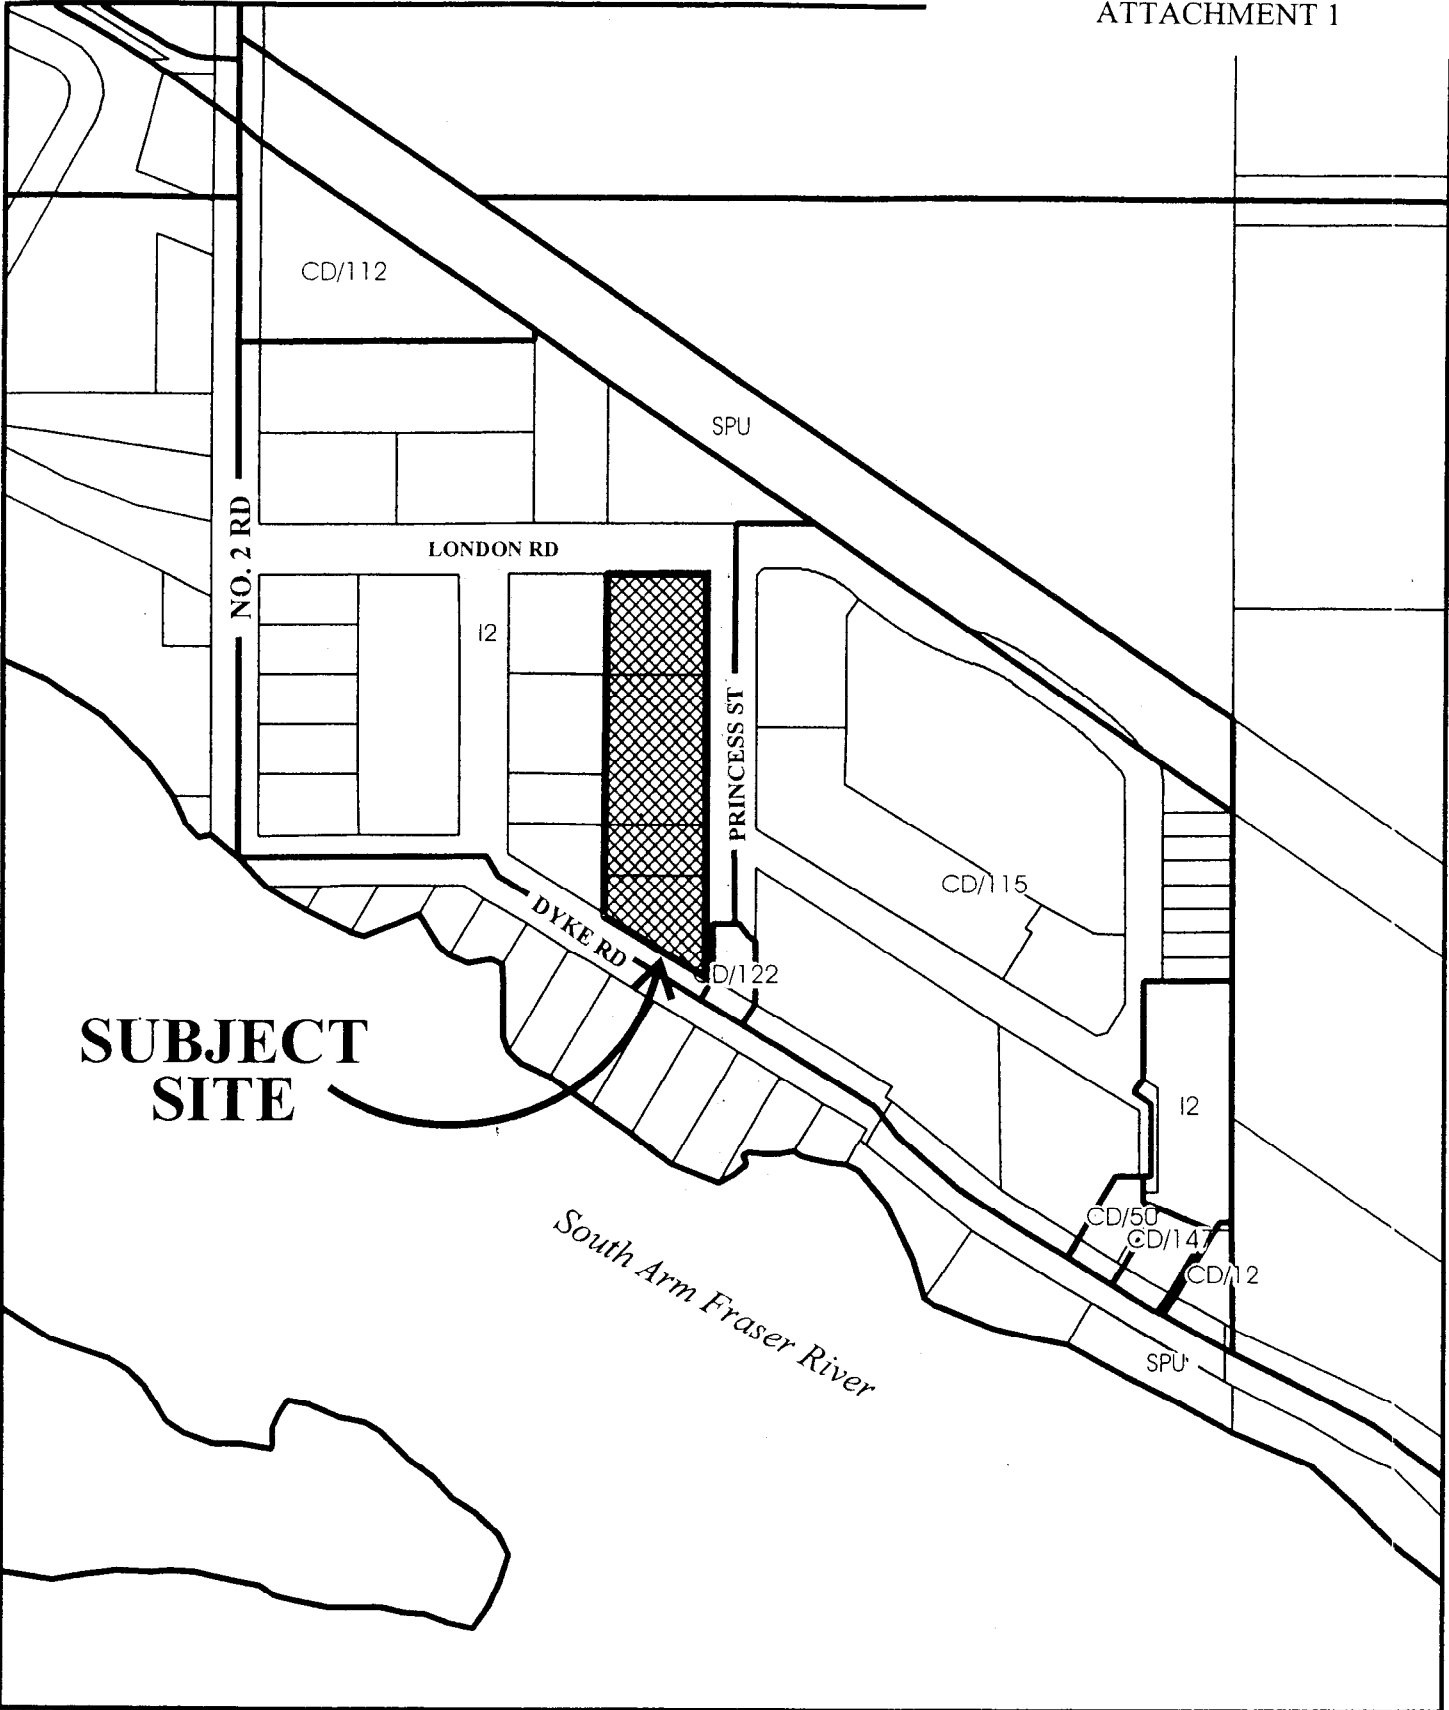 ATTACHMENT 1
CD/112
SPU
NO. 2 RD
LONDON RD
I2
PRINCESS ST
CD/115
DYKE RD
CD/122
SUBJECT
SITE
I2
CD/50
CD/147
CD/12
South Arm Fraser River
SPU